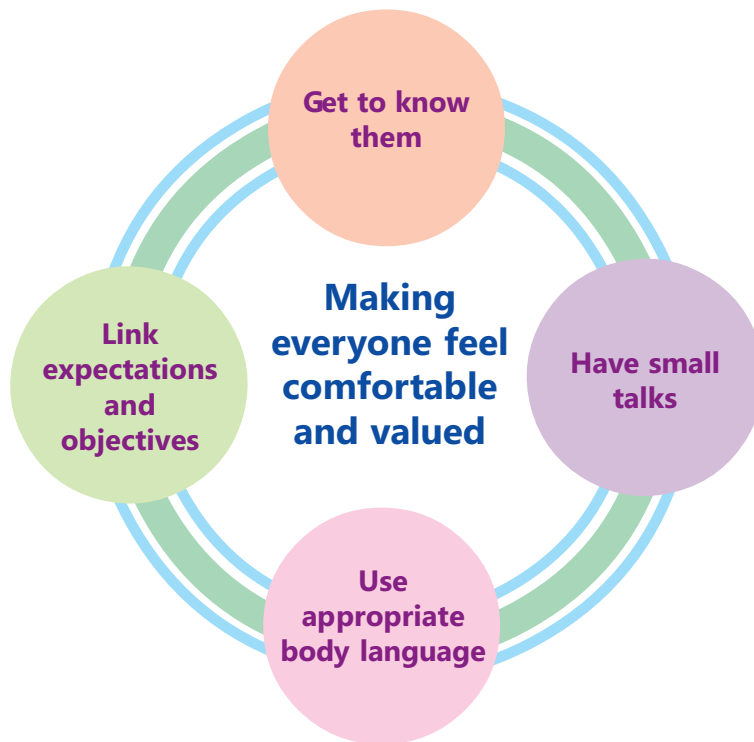 Get to know
them
Making
everyone feel
comfortable
and valued
Link
expectations
and
objectives
Have small
talks
Use
appropriate
body language